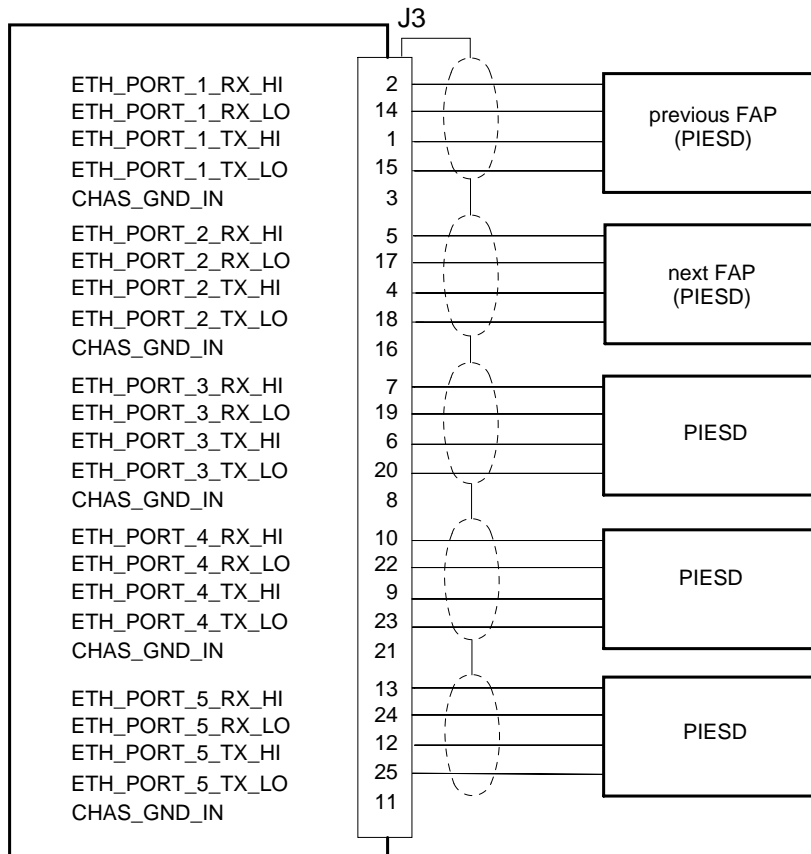 J3
ETH_PORT_1_RX_HI 2
ETH_PORT_1_RX_LO 14
ETH_PORT_1_TX_HI 1
ETH_PORT_1_TX_LO 15
CHAS_GND_IN 3
previous FAP
(PIESD)
ETH_PORT_2_RX_HI 5
ETH_PORT_2_RX_LO 17
ETH_PORT_2_TX_HI 4
ETH_PORT_2_TX_LO 18
CHAS_GND_IN 16
next FAP
(PIESD)
ETH_PORT_3_RX_HI 7
ETH_PORT_3_RX_LO 19
ETH_PORT_3_TX_HI 6
ETH_PORT_3_TX_LO 20
CHAS_GND_IN 8
PIESD
ETH_PORT_4_RX_HI 10
ETH_PORT_4_RX_LO 22
ETH_PORT_4_TX_HI 9
ETH_PORT_4_TX_LO 23
CHAS_GND_IN 21
PIESD
ETH_PORT_5_RX_HI 13
ETH_PORT_5_RX_LO 24
ETH_PORT_5_TX_HI 12
ETH_PORT_5_TX_LO 25
CHAS_GND_IN 11
PIESD